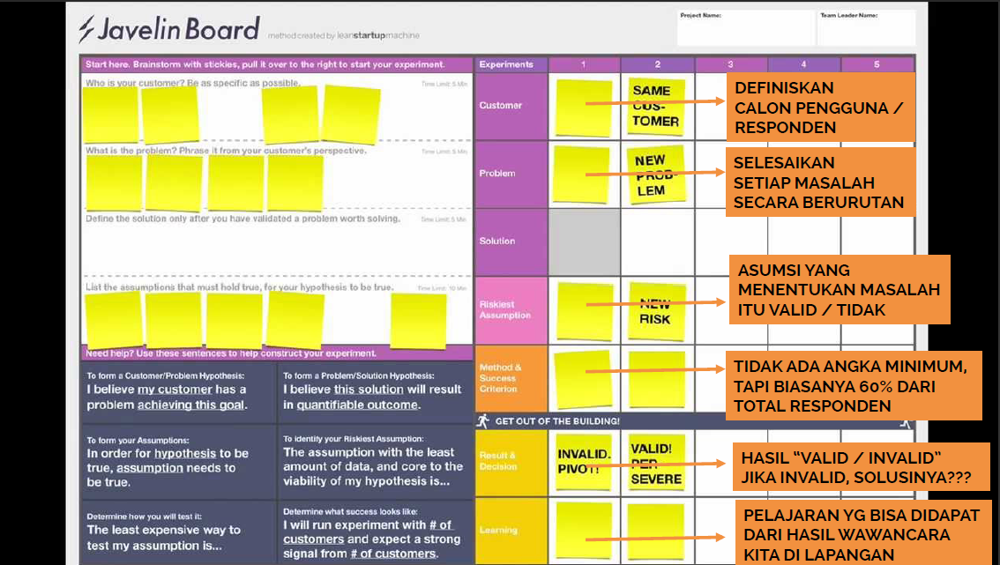 Javelin Board
method created by leanstartupmachine
Project Name:
Team Leader Name:
Start here. Brainstorm with stickies, pull it over to the right to start your experiment.
Who is your customer? Be as specific as possible.
Time Limit: 5 Min
What is the problem? Phrase it from your customer's perspective.
Time Limit: 5 Min
Define the solution only after you have validated a problem worth solving.
Time Limit: 5 Min
List the assumptions that must hold true, for your hypothesis to be true.
Time Limit: 10 Min
Need help? Use these sentences to help construct your experiment.
To form a Customer/Problem Hypothesis:
I believe my customer has a
problem achieving this goal.
To form a Problem/Solution Hypothesis:
I believe this solution will result
in quantifiable outcome.
To form your Assumptions:
In order for hypothesis to be
true, assumption needs to
be true.
To identify your Riskiest Assumption:
The assumption with the least
amount of data, and core to the
viability of my hypothesis is...
Determine how you will test it:
The least expensive way to
test my assumption is...
Determine what success looks like:
I will run experiment with # of
customers and expect a strong
signal from # of customers.
Experiments
1
2
3
4
5
Customer
SAME
CUS-
TOMER
DEFINISKAN
CALON PENGGUNA /
RESPONDEN
Problem
NEW
PROB-
LEM
SELESAIKAN
SETIAP MASALAH
SECARA BERURUTAN
Solution
Riskiest
Assumption
NEW
RISK
ASUMSI YANG
MENENTUKAN MASALAH
ITU VALID / TIDAK
Method &
Success
Criterion
TIDAK ADA ANGKA MINIMUM,
TAPI BIASANYA 60% DARI
TOTAL RESPONDEN
GET OUT OF THE BUILDING!
Result &
Decision
INVALID.
PIVOT!
VALID!
PER-
SEVERE
HASIL “VALID / INVALID”
JIKA INVALID, SOLUSINYA???
Learning
PELAJARAN YG BISA DIDAPAT
DARI HASIL WAWANCARA
KITA DI LAPANGAN